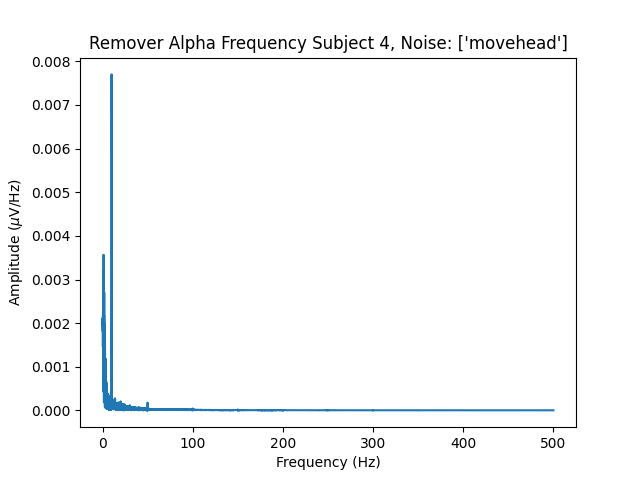 Remover Alpha Frequency Subject 4, Noise: ['movehead']
0.008
0.007
0.006
0.005
0.004
0.003
0.002
0.001
0.000
Amplitude (μV/Hz)
0 100 200 300 400 500
Frequency (Hz)